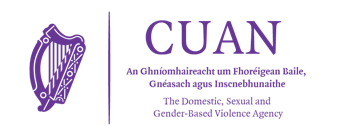 CUAN
An Ghníomhaireacht um Fhoréigean Baile,
Gnéasach agus Inscnebhunaithe
The Domestic, Sexual and
Gender-Based Violence Agency